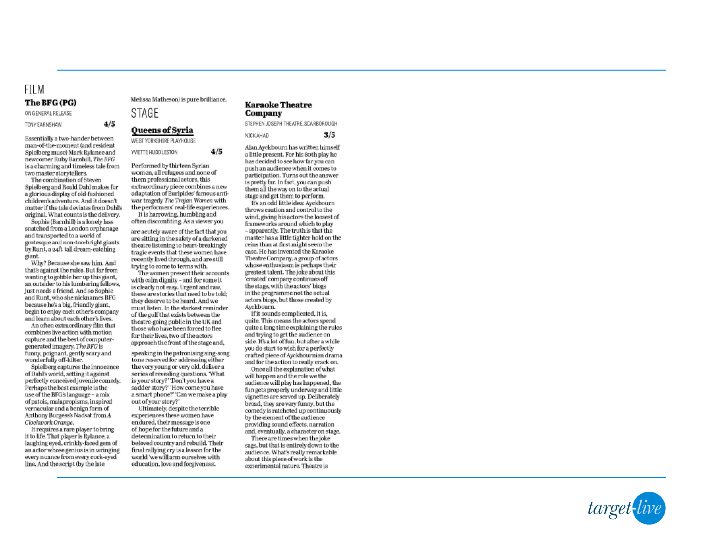 FILM
The BFG (PG)
ON GENERAL RELEASE
TONY EARNSHAW 4/5
Essentially a two-hander between
man-of-the-moment (and resident
Spielberg muse) Mark Rylance and
newcomer Ruby Barnhill, The BFG
is a charming and timeless tale from
two master storytellers.
The combination of Steven
Spielberg and Roald Dahl makes for
a glorious display of old-fashioned
children's adventure. And it doesn't
matter if the tale deviates from Dahl's
original. What counts is the delivery.
Sophie (Barnhill) is a lonely lass
snatched from a London orphanage
and transported to a world of
grotesque and none-too-bright giants
by Runt, a 24ft tall dream-catching
giant.
Why? Because she saw him. And
that's against the rules. But far from
wanting to gobble her up this giant,
an outsider to his lumbering fellows,
just needs a friend. And so Sophie
and Runt, who she nicknames BFG
because he's a big, friendly giant,
begin to enjoy each other's company
and learn about each other's lives.
An often extraordinary film that
combines live action with motion
capture and the best of computer-
generated imagery, The BFG is
funny, poignant, gently scary and
wonderfully off-kilter.
Spielberg captures the innocence
of Dahl's world, setting it against
perfectly conceived juvenile comedy.
Perhaps the best example is the
use of the BFG's language – a mix
of patois, malapropisms, inspired
vernacular and a benign form of
Anthony Burgess's Nadsat from A
Clockwork Orange.
It requires a rare player to bring
it to life. That player is Rylance, a
laughing eyed, crinkly-faced gem of
an actor whose genius is in wringing
every nuance from every cock-eyed
line. And the script (by the late
Melissa Matheson) is pure brilliance.
STAGE
Queens of Syria
WEST YORKSHIRE PLAYHOUSE
YVETTE HUDDLESTON 4/5
Performed by thirteen Syrian
women, all refugees and none of
them professional actors, this
extraordinary piece combines a new
adaptation of Euripides' famous anti-
war tragedy The Trojan Women with
the performers' real-life experiences.
It is harrowing, humbling and
often discomfiting. As a viewer you
are acutely aware of the fact that you
are sitting in the safety of a darkened
theatre listening to heart-breakingly
tragic events that these women have
recently lived through, and are still
trying to come to terms with.
The women present their accounts
with calm dignity – and for some it
is clearly not easy. Urgent and raw,
these are stories that need to be told;
they deserve to be heard. And we
must listen. In the starkest reminder
of the gulf that exists between the
theatre going public in the UK and
those who have been forced to flee
for their lives, two of the actors
approach the front of the stage and,
speaking in the patronising sing-song
tone reserved for addressing either
the very young or very old, deliver a
series of revealing questions. 'What
is your story?' 'Don't you have a
sadder story?' 'How come you have
a smart phone?' 'Can we make a play
out of your story?'
Ultimately, despite the terrible
experiences these women have
endured, their message is one
of hope for the future and a
determination to return to their
beloved country and rebuild. Their
final rallying cry is a lesson for the
world 'we will arm ourselves with
education, love and forgiveness.
Karaoke Theatre
Company
STEPHEN JOSEPH THEATRE, SCARBOROUGH
NICK AHAD 3/5
Alan Ayckbourn has written himself
a little present. For his 80th play he
has decided to see how far you can
push an audience when it comes to
participation. Turns out the answer
is pretty far. In fact, you can push
them all the way on to the actual
stage and get them to perform.
It's an odd little idea: Ayckbourn
throws caution and control to the
wind, giving his actors the loosest of
frameworks around which to play
– apparently. The truth is that the
master has a little tighter hold on the
reins than at first might seem the
case. He has invented the Karaoke
Theatre Company, a group of actors
whose enthusiasm is perhaps their
greatest talent. The joke about this
'created' company continues off
the stage, with the actors' biogs
in the programme not the actual
actors biogs, but those created by
Ayckbourn.
If it sounds complicated, it is,
quite. This means the actors spend
quite a long time explaining the rules
and trying to get the audience on
side. It's a lot of fun, but after a while
you do start to wish for a perfectly
crafted piece of Ayckbournian drama
and for the action to really crack on.
Once all the explanation of what
will happen and the role we the
audience will play has happened, the
fun gets properly underway and little
vignettes are served up. Deliberately
broad, they are very funny, but the
comedy is ratcheted up continuously
by the element of the audience
providing sound effects, narration
and, eventually, a character on stage.
There are times when the joke
sags, but that is entirely down to the
audience. What's really remarkable
about this piece of work is the
experimental nature. Theatre is
target-live